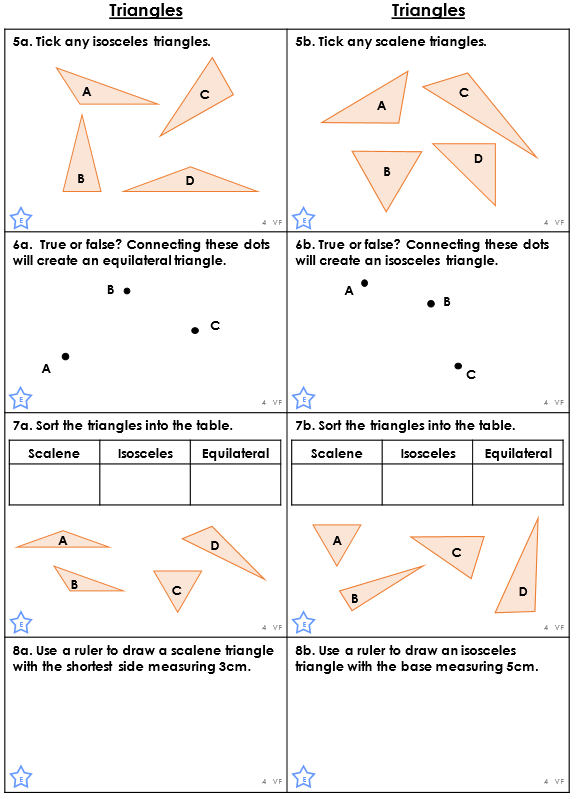 Triangles
Triangles
5a. Tick any isosceles triangles.
A
C
B
D
E
4 VF
5b. Tick any scalene triangles.
A
C
B
D
E
4 VF
6a. True or false? Connecting these dots
will create an equilateral triangle.
B
C
A
E
4 VF
6b. True or false? Connecting these dots
will create an isosceles triangle.
A
B
C
E
4 VF
7a. Sort the triangles into the table.
Scalene Isosceles Equilateral
A
D
B
C
E
4 VF
7b. Sort the triangles into the table.
Scalene Isosceles Equilateral
A
C
B
D
E
4 VF
8a. Use a ruler to draw a scalene triangle
with the shortest side measuring 3cm.
E
4 VF
8b. Use a ruler to draw an isosceles
triangle with the base measuring 5cm.
E
4 VF